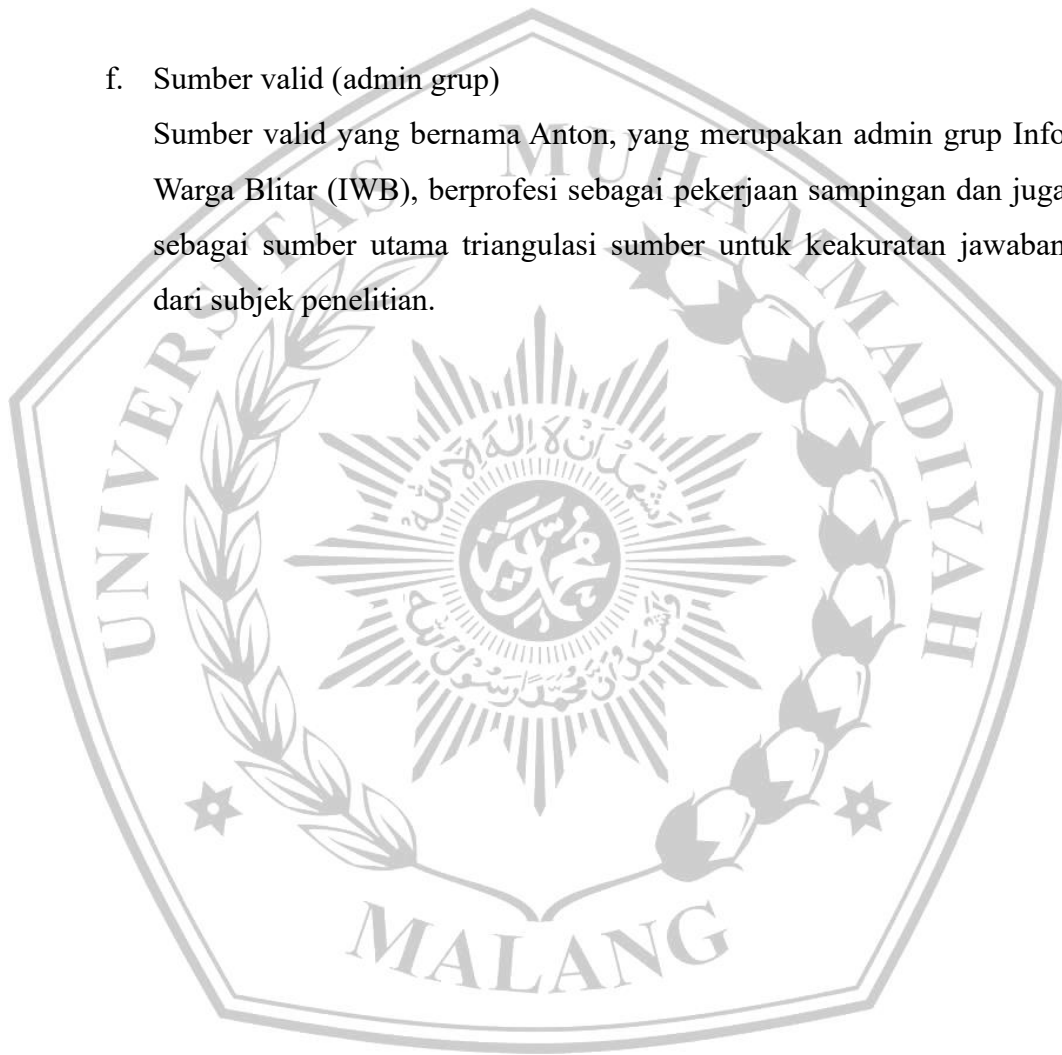 f. Sumber valid (admin grup)
Sumber valid yang bernama Anton, yang merupakan admin grup Info
Warga Blitar (IWB), berprofesi sebagai pekerjaan sampingan dan juga
sebagai sumber utama triangulasi sumber untuk keakuratan jawaban
dari subjek penelitian.
UNIVERSITAS MUHAMMADIYAH
MALANG